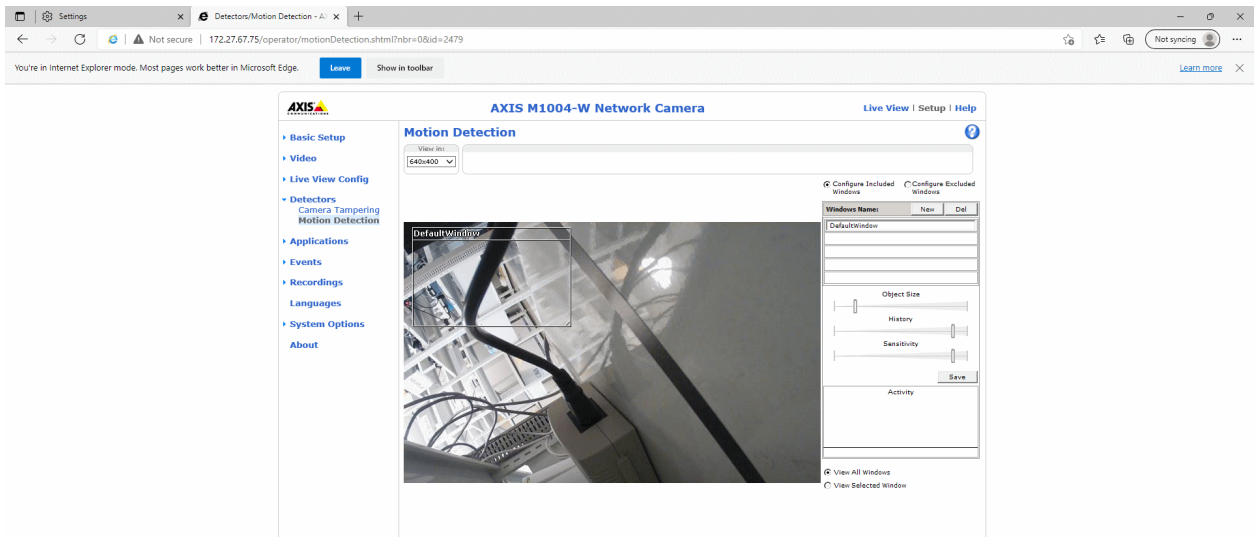 Settings
Detectors/Motion Detection - A
Not secure
172.27.67.75/operator/motionDetection.shtml?nbr=0&id=2479
Not syncing
You're in Internet Explorer mode. Most pages work better in Microsoft Edge.
Leave
Show in toolbar
Learn more
AXIS
COMMUNICATIONS
AXIS M1004-W Network Camera
Live View | Setup | Help
Basic Setup
Video
Live View Config
Detectors
Camera Tampering
Motion Detection
Applications
Events
Recordings
Languages
System Options
About
Motion Detection
View in:
640x400
Configure Included
Windows
Configure Excluded
Windows
Windows Name:
New
Del
DefaultWindow
DefaultWindow
Object Size
History
Sensitivity
Save
Activity
View All Windows
View Selected Window